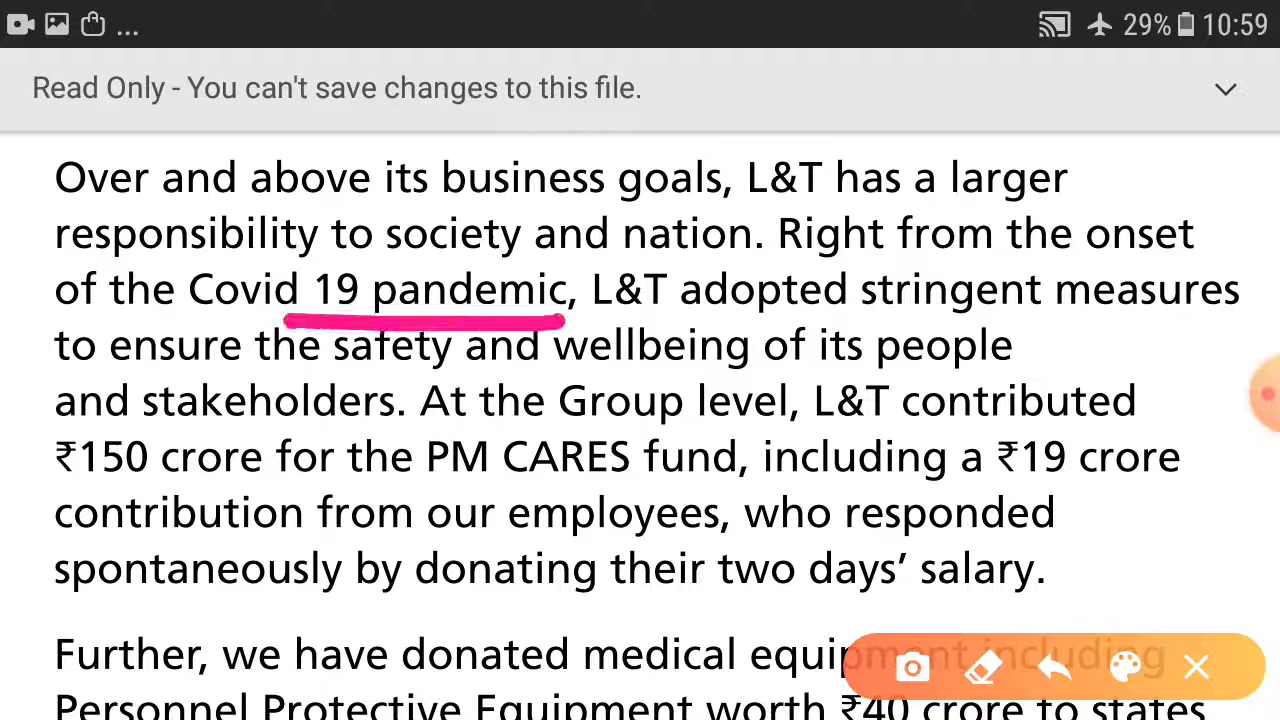 ... 29% 10:59
Read Only - You can't save changes to this file.
Over and above its business goals, L&T has a larger
responsibility to society and nation. Right from the onset
of the Covid 19 pandemic, L&T adopted stringent measures
to ensure the safety and wellbeing of its people
and stakeholders. At the Group level, L&T contributed
₹150 crore for the PM CARES fund, including a ₹19 crore
contribution from our employees, who responded
spontaneously by donating their two days’ salary.
Further, we have donated medical equipment including
Personnel Protective Equipment worth ₹40 crore to states